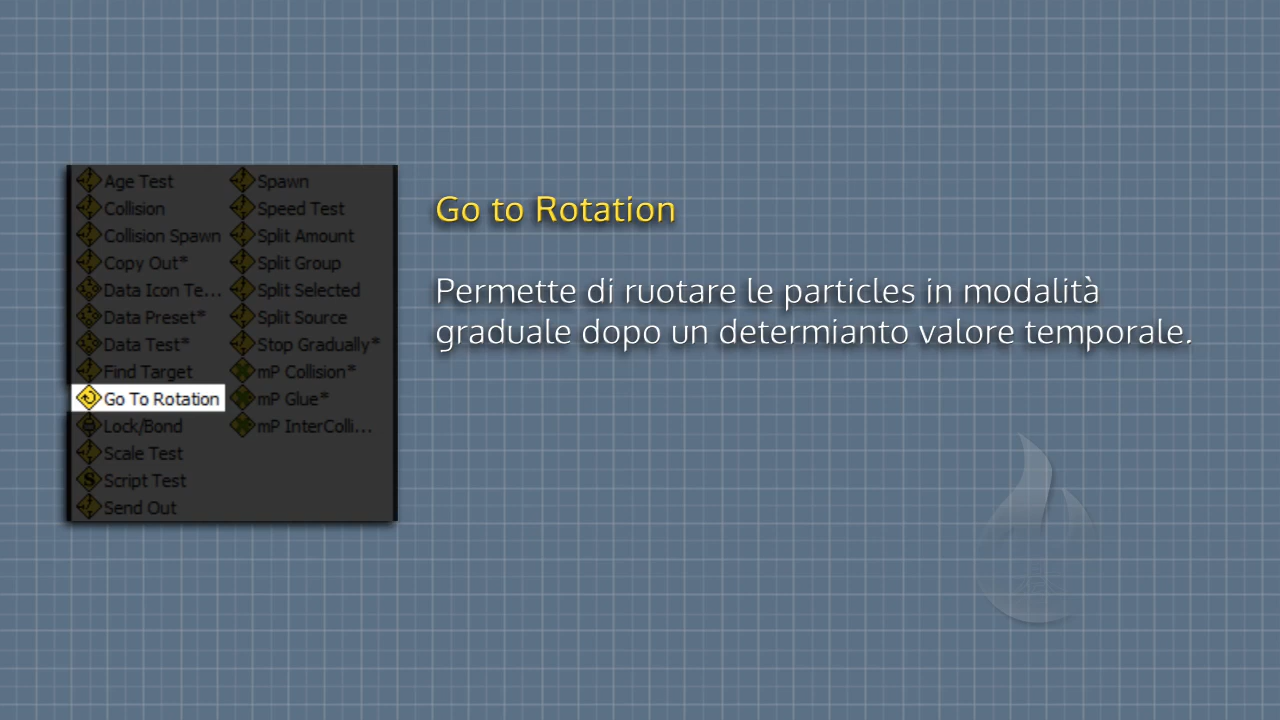 Age Test
Collision
Collision Spawn
Copy Out*
Data Icon Te...
Data Preset*
Data Test*
Find Target
Go To Rotation
Lock/Bond
Scale Test
Script Test
Send Out
Spawn
Speed Test
Split Amount
Split Group
Split Selected
Split Source
Stop Gradually*
mP Collision*
mP Glue*
mP InterColli...
Go to Rotation
Permette di ruotare le particles in modalità
graduale dopo un determianto valore temporale.